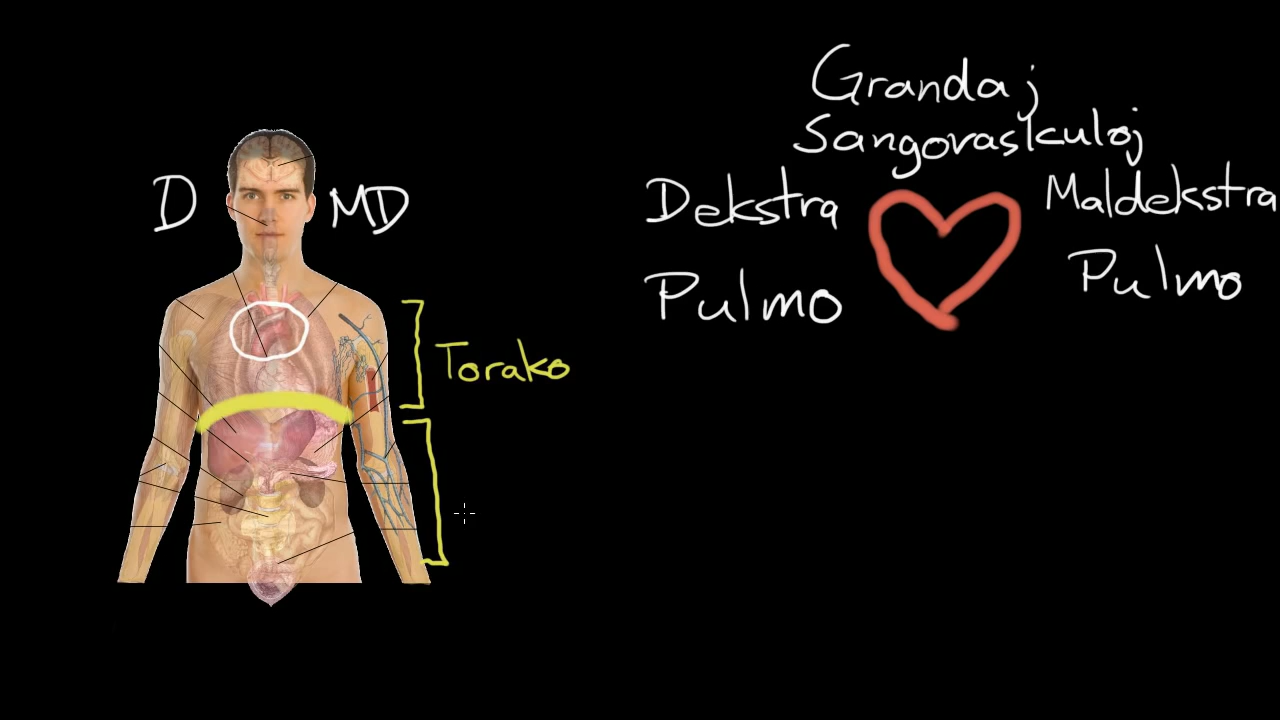 D
MD
Torako
Grandaj
Sangovaskuloj
Dekstra
Pulmo
Maldekstra
Pulmo